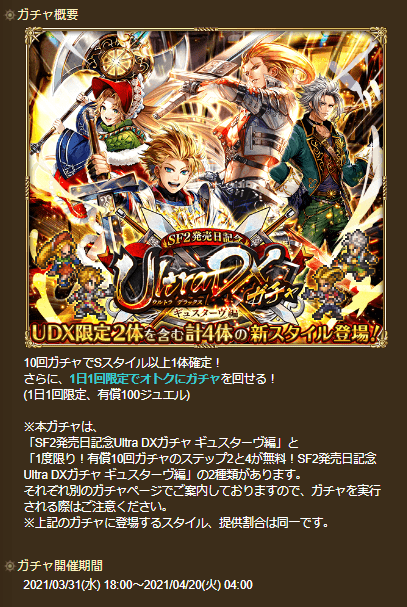 ガチャ概要
SF2発売日記念
Ultra DX ガチャ
ウルトラ デラックス
ギュスターヴ編
UDX限定2体を含む計4体の新スタイル登場!
10回ガチャでSスタイル以上1体確定！
さらに、1日1回限定でオトクにガチャを回せる！
(1日1回限定、有償100ジュエル)
※本ガチャは、
「SF2発売日記念Ultra DXガチャ ギュスターヴ編」と
「1度限り！有償10回ガチャのステップ2と4が無料！SF2発売日記念
Ultra DXガチャ ギュスターヴ編」の2種類があります。
それぞれ別のガチャページでご案内しておりますので、ガチャを実行
される際はご注意ください。
※上記のガチャに登場するスタイル、提供割合は同一です。
ガチャ開催期間
2021/03/31(水) 18:00～2021/04/20(火) 04:00